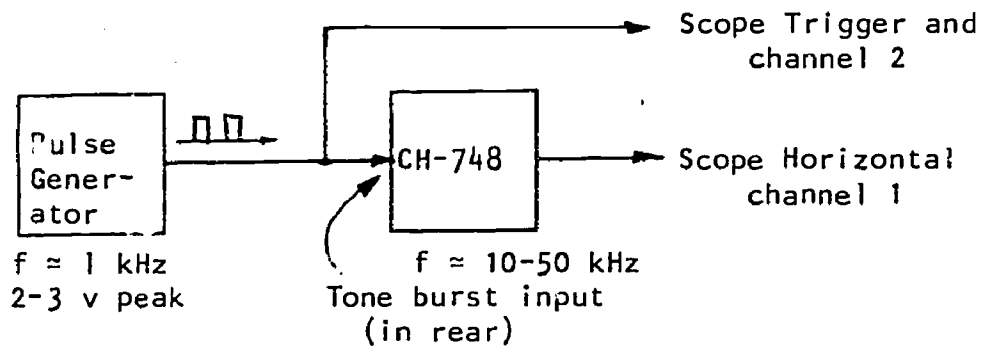 Scope Trigger and
channel 2
Pulse
Gener-
ator
CH-748
Scope Horizontal
channel 1
f ≈ 1 kHz
2-3 v peak
f ≈ 10-50 kHz
Tone burst input
(in rear)